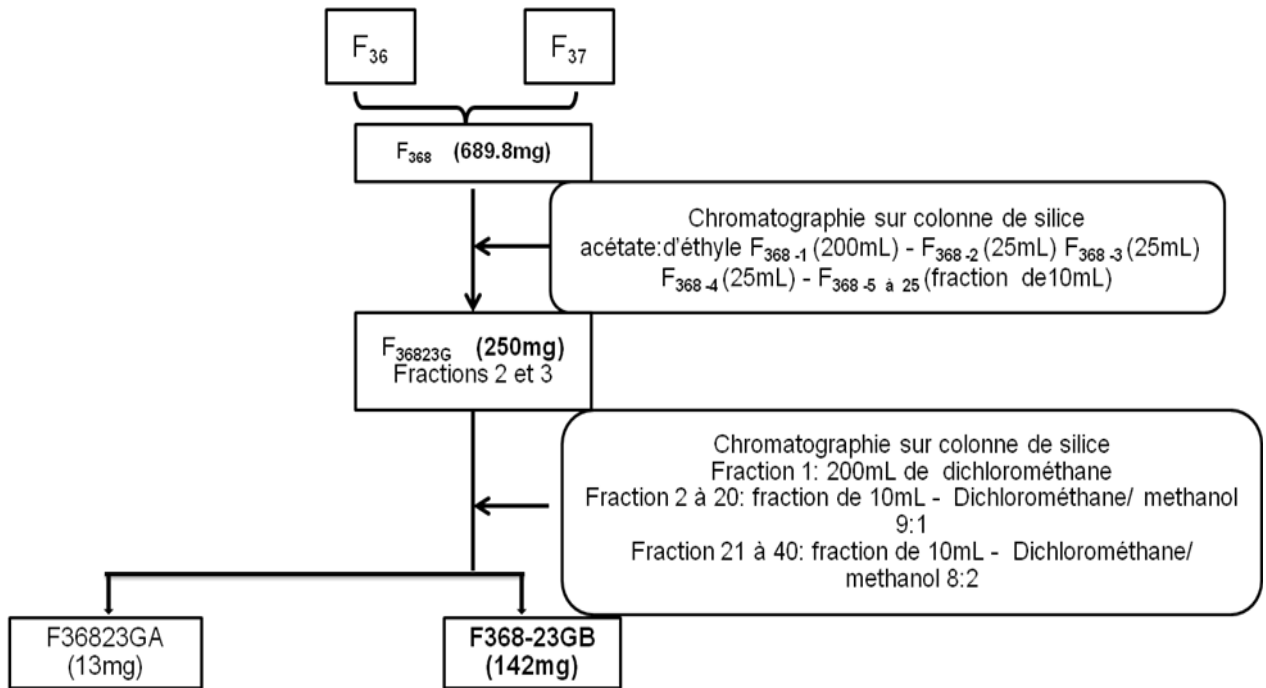 F36
F37
F368 (689.8mg)
Chromatographie sur colonne de silice
acétate:d'éthyle F368 -1 (200mL) - F368 -2 (25mL) F368 -3 (25mL)
F368 -4 (25mL) - F368 -5 à 25 (fraction de10mL)
F36823G (250mg)
Fractions 2 et 3
Chromatographie sur colonne de silice
Fraction 1: 200mL de dichlorométhane
Fraction 2 à 20: fraction de 10mL - Dichlorométhane/ methanol
9:1
Fraction 21 à 40: fraction de 10mL - Dichlorométhane/
methanol 8:2
F36823GA
(13mg)
F368-23GB
(142mg)